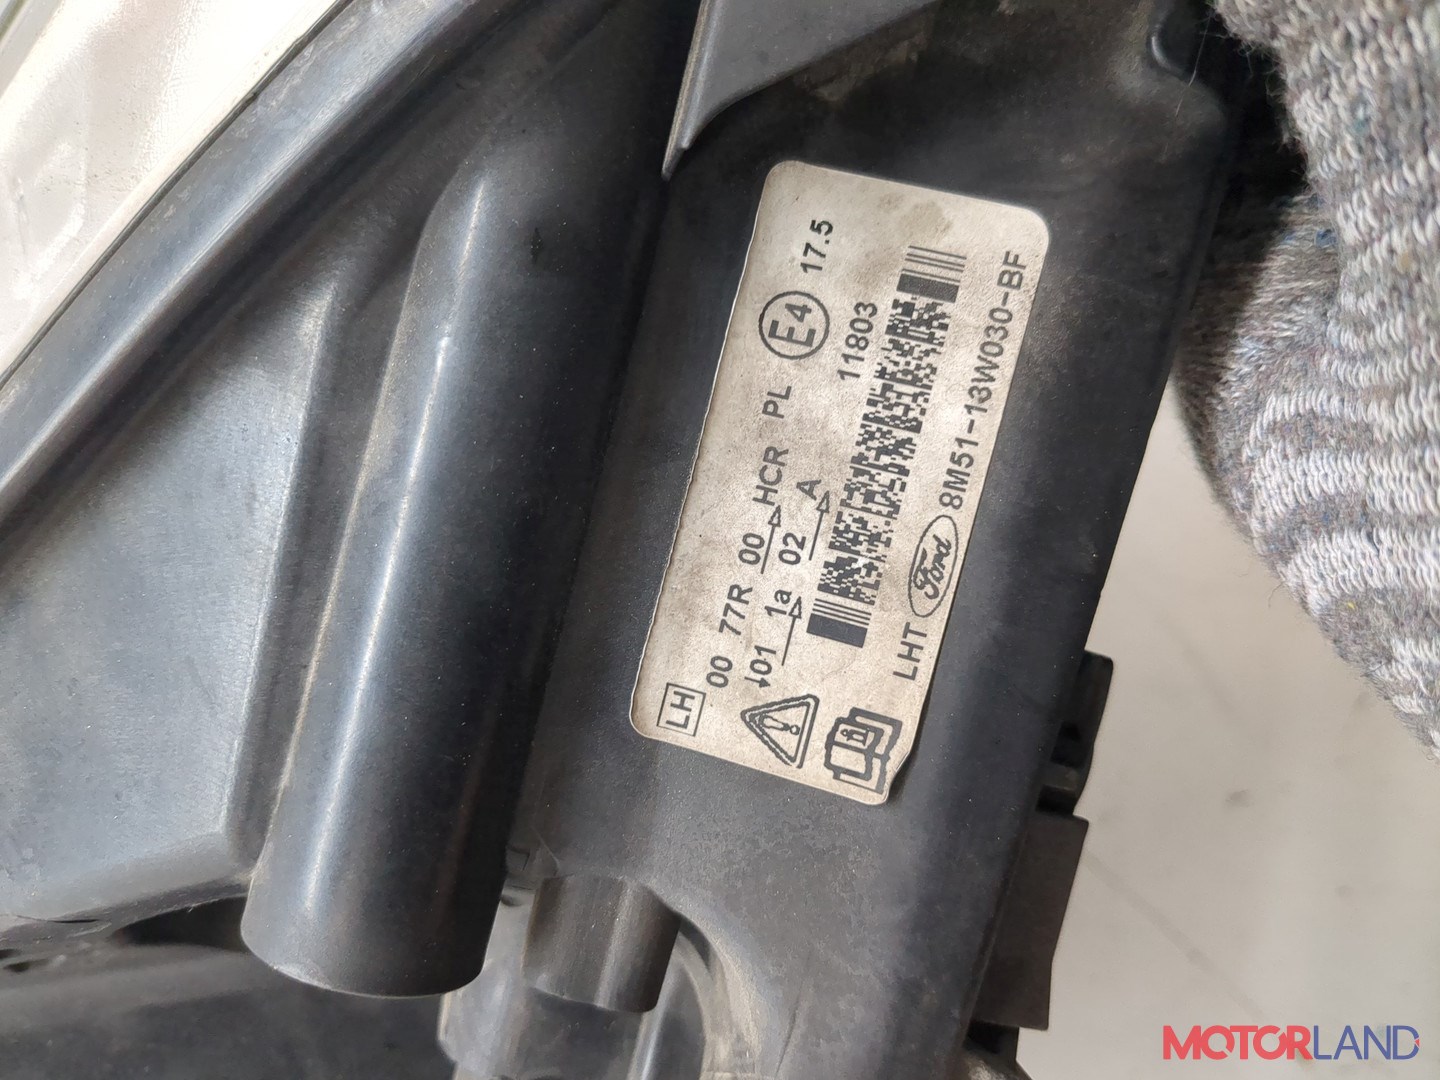 LH
00 77R 00 HCR PL E4 17.5
↓01 1a 02 A 11803
LHT Ford 8M51-13W030-BF
MOTORLAND